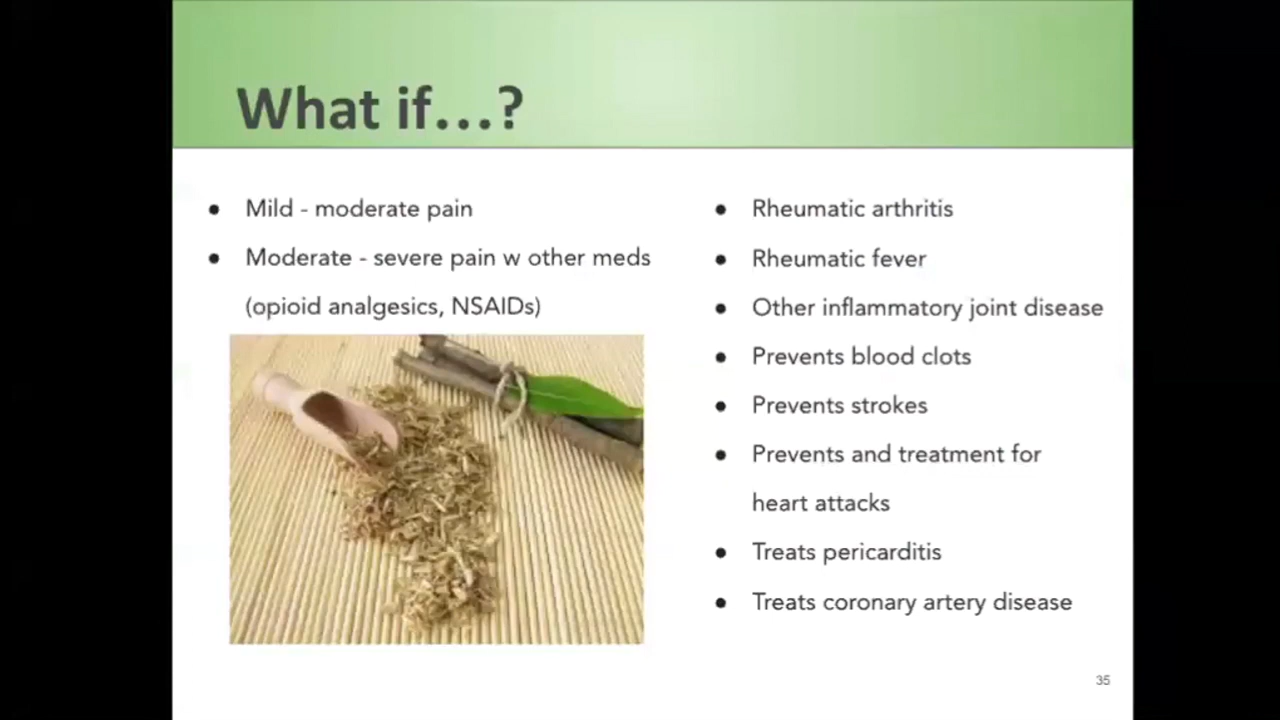 What if...?
● Mild - moderate pain
● Moderate - severe pain w other meds
(opioid analgesics, NSAIDs)
● Rheumatic arthritis
● Rheumatic fever
● Other inflammatory joint disease
● Prevents blood clots
● Prevents strokes
● Prevents and treatment for
heart attacks
● Treats pericarditis
● Treats coronary artery disease
35